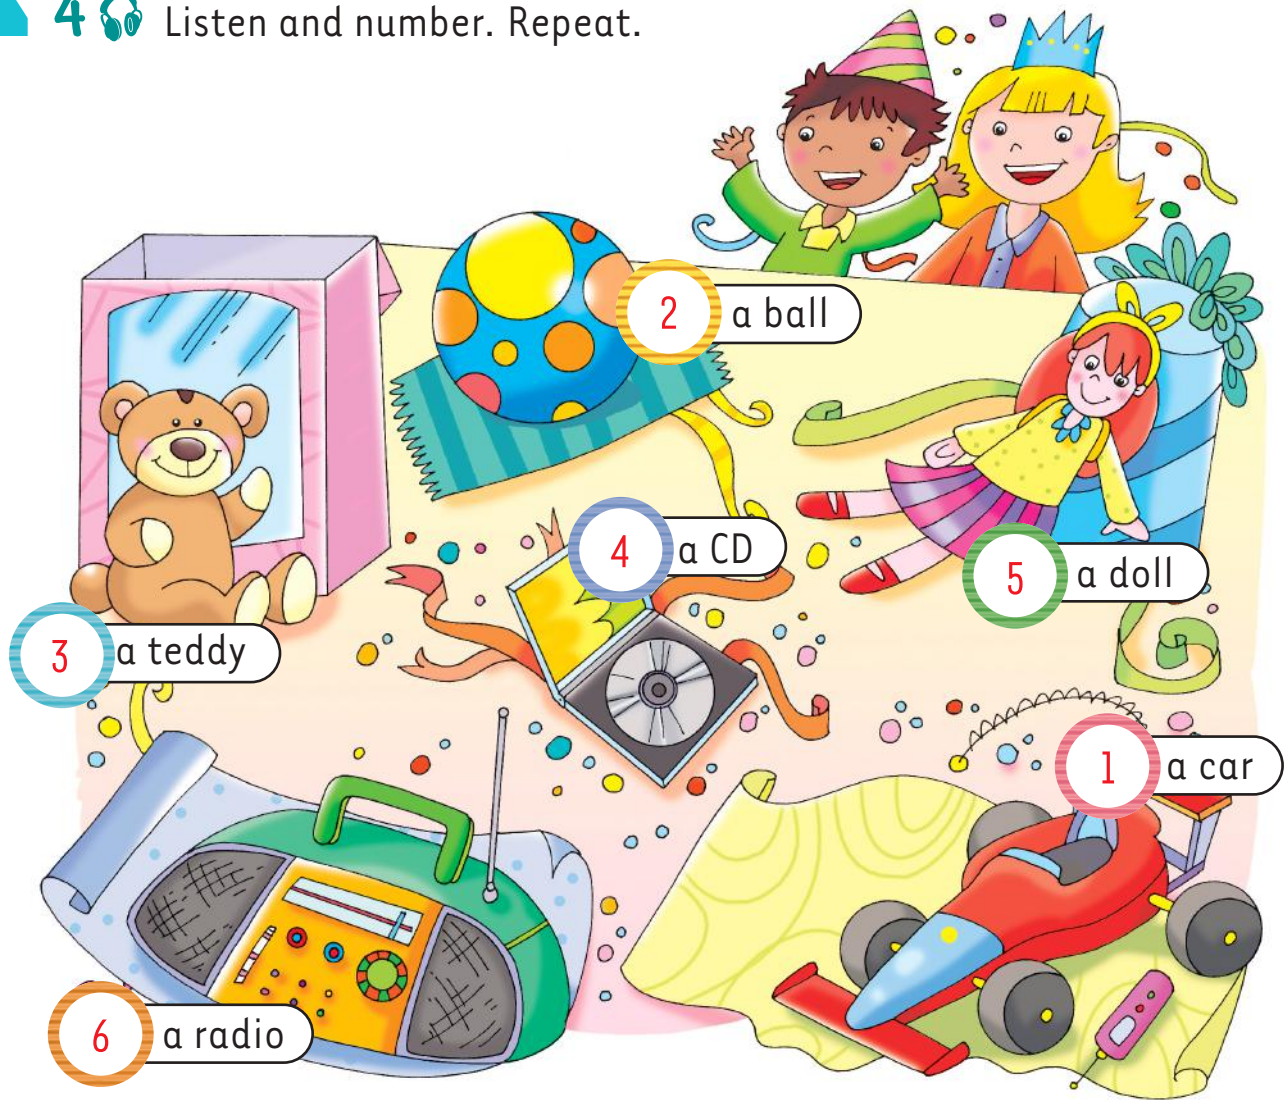 4 Listen and number. Repeat.
2 a ball
4 a CD
5 a doll
3 a teddy
1 a car
6 a radio